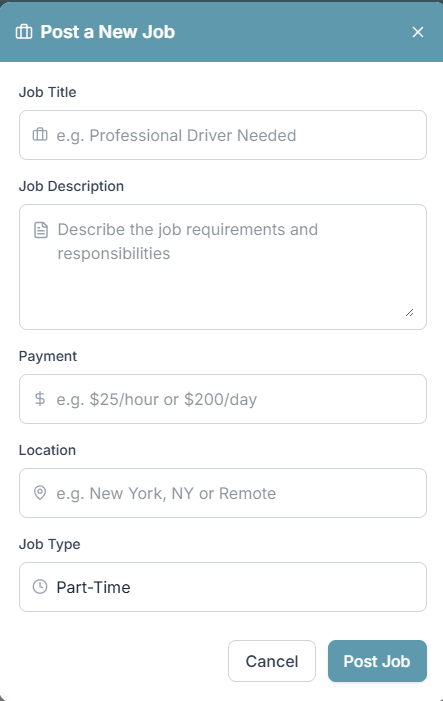 Post a New Job
Job Title
e.g. Professional Driver Needed
Job Description
Describe the job requirements and
responsibilities
Payment
e.g. $25/hour or $200/day
Location
e.g. New York, NY or Remote
Job Type
Part-Time
Cancel
Post Job